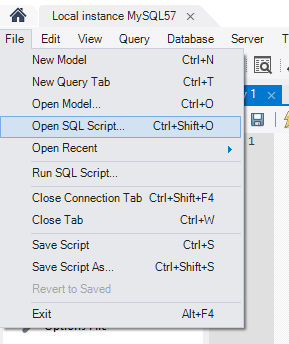 Local instance MySQL57 ×
File Edit View Query Database Server T
New Model Ctrl+N
New Query Tab Ctrl+T
Open Model... Ctrl+O
Open SQL Script... Ctrl+Shift+O
Open Recent
Run SQL Script...
Close Connection Tab Ctrl+Shift+F4
Close Tab Ctrl+W
Save Script Ctrl+S
Save Script As... Ctrl+Shift+S
Revert to Saved
Exit Alt+F4
y 1 ×
1
Options File